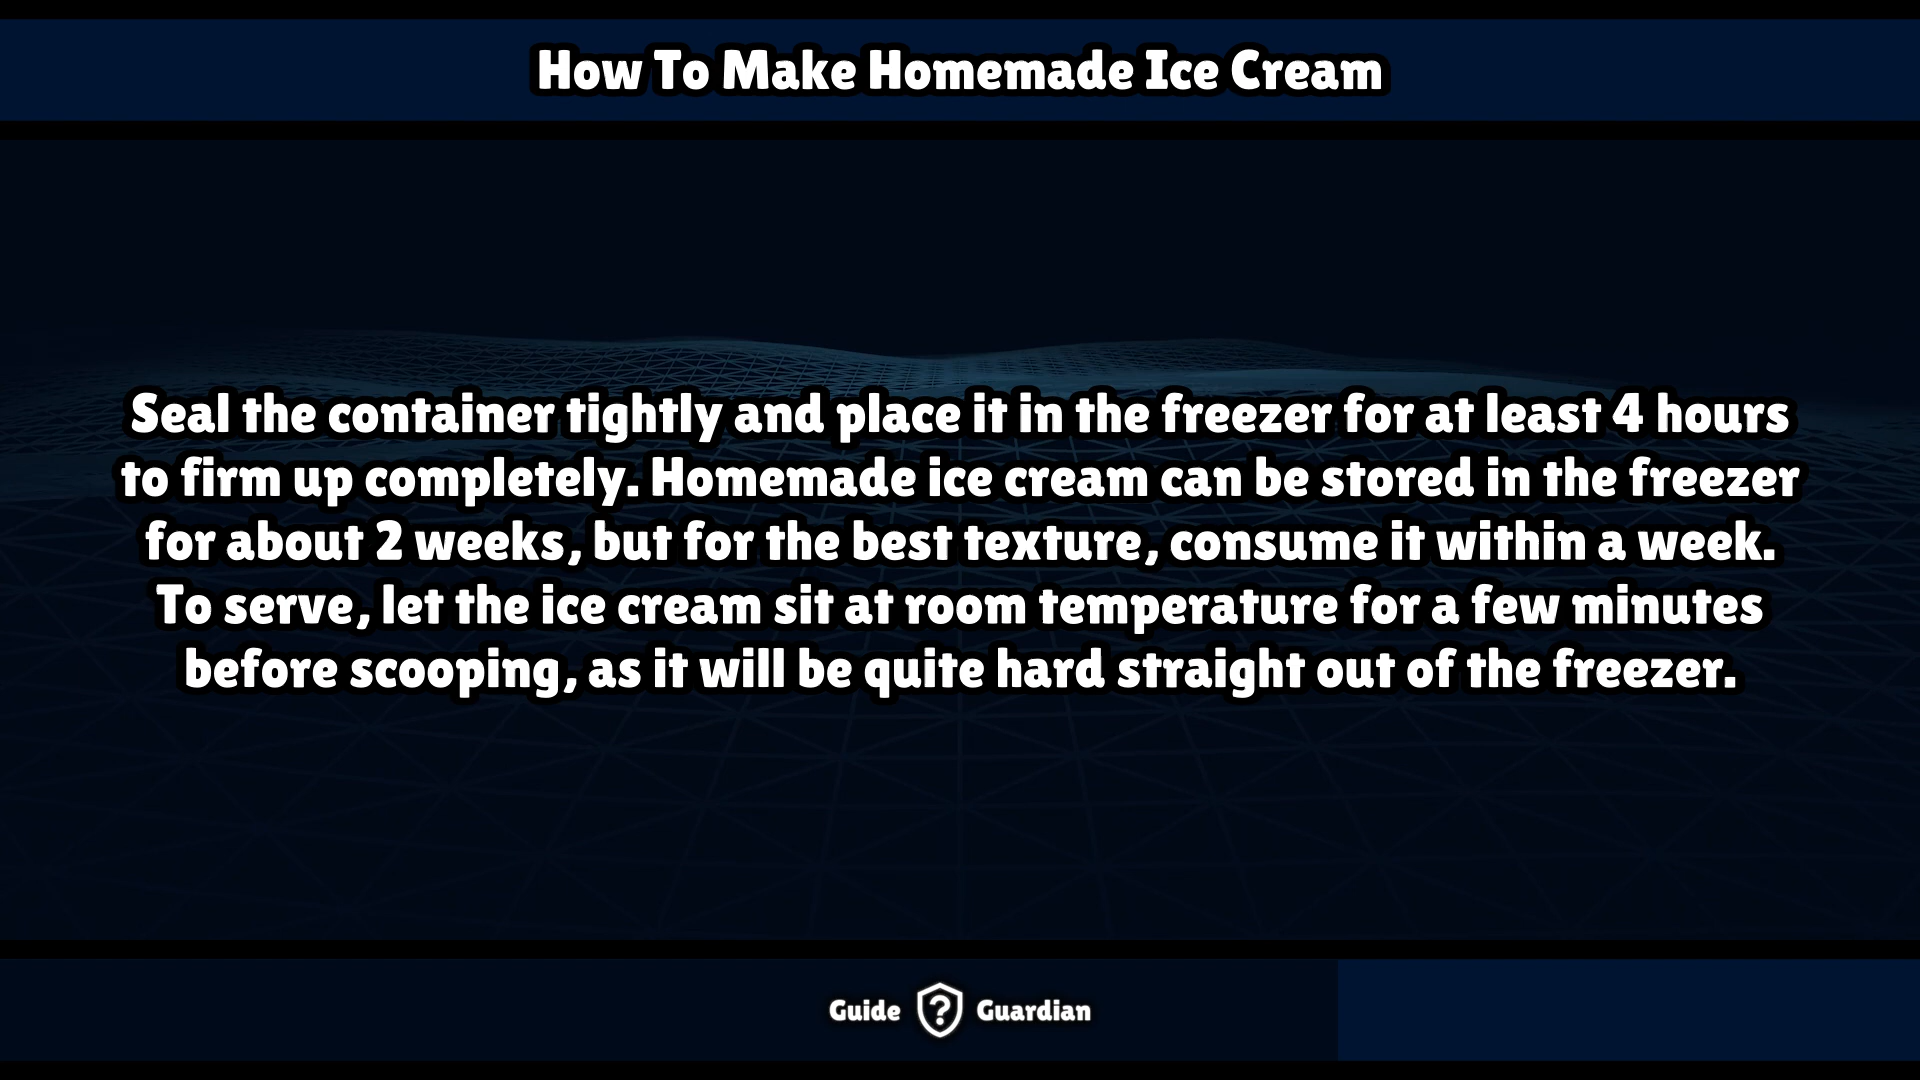 How To Make Homemade Ice Cream
Seal the container tightly and place it in the freezer for at least 4 hours
to firm up completely. Homemade ice cream can be stored in the freezer
for about 2 weeks, but for the best texture, consume it within a week.
To serve, let the ice cream sit at room temperature for a few minutes
before scooping, as it will be quite hard straight out of the freezer.
Guide ? Guardian